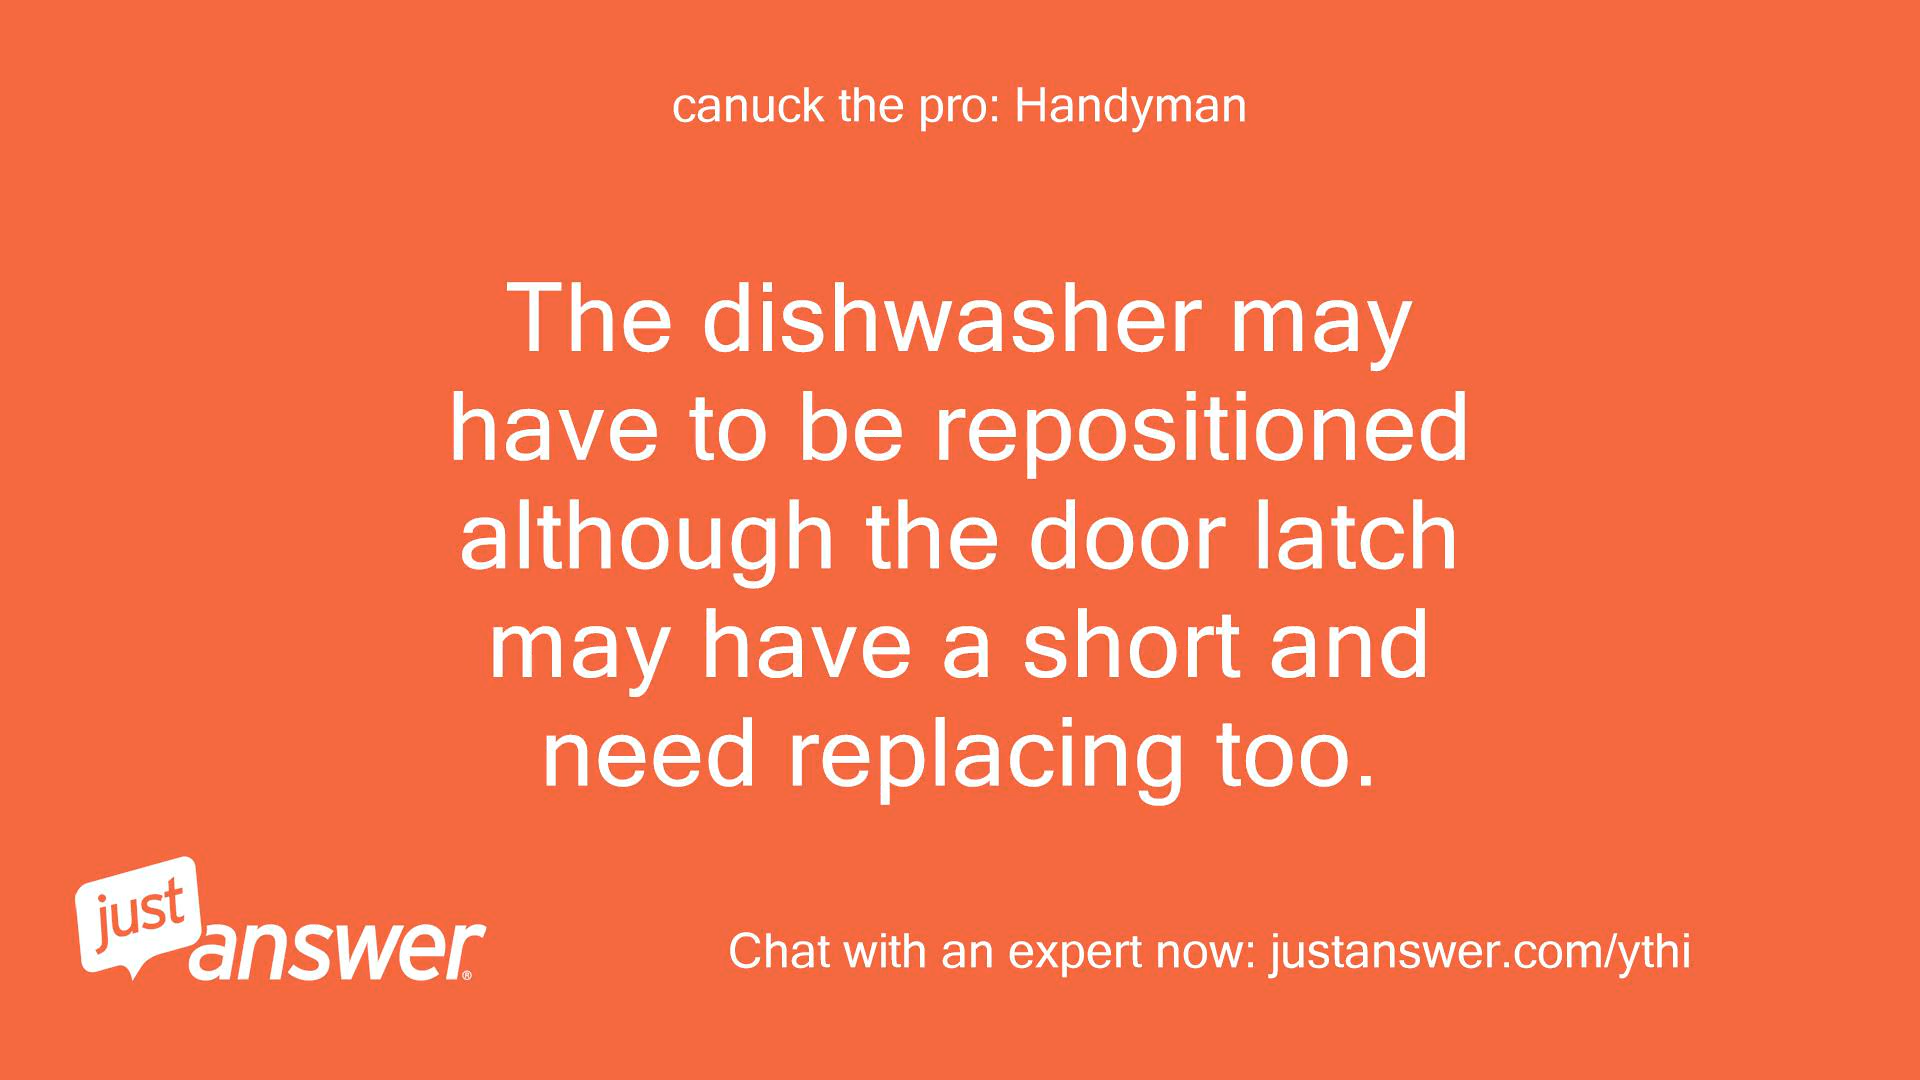 canuck the pro: Handyman
The dishwasher may
have to be repositioned
although the door latch
may have a short and
need replacing too.
just
answer®
Chat with an expert now: justanswer.com/ythi